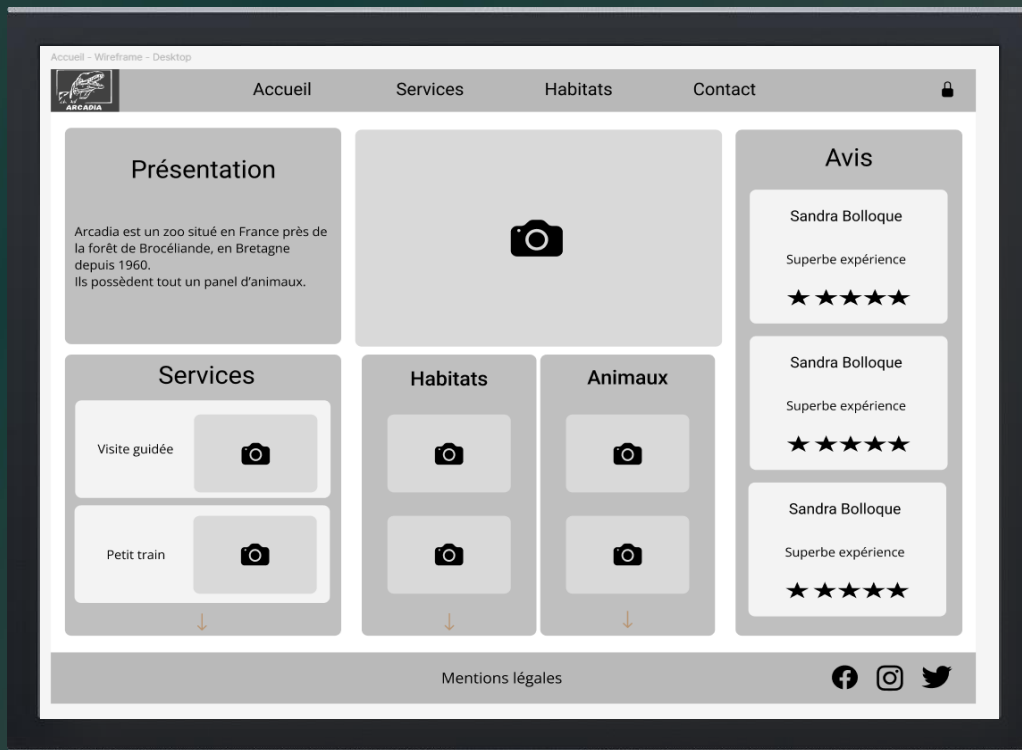 Accueil - Wireframe - Desktop
ARCADIA
Accueil
Services
Habitats
Contact
Présentation
Arcadia est un zoo situé en France près de
la forêt de Brocéliande, en Bretagne
depuis 1960.
Ils possèdent tout un panel d'animaux.
Services
Visite guidée
Petit train
Habitats
Animaux
Avis
Sandra Bolloque
Superbe expérience
Sandra Bolloque
Superbe expérience
Sandra Bolloque
Superbe expérience
Mentions légales